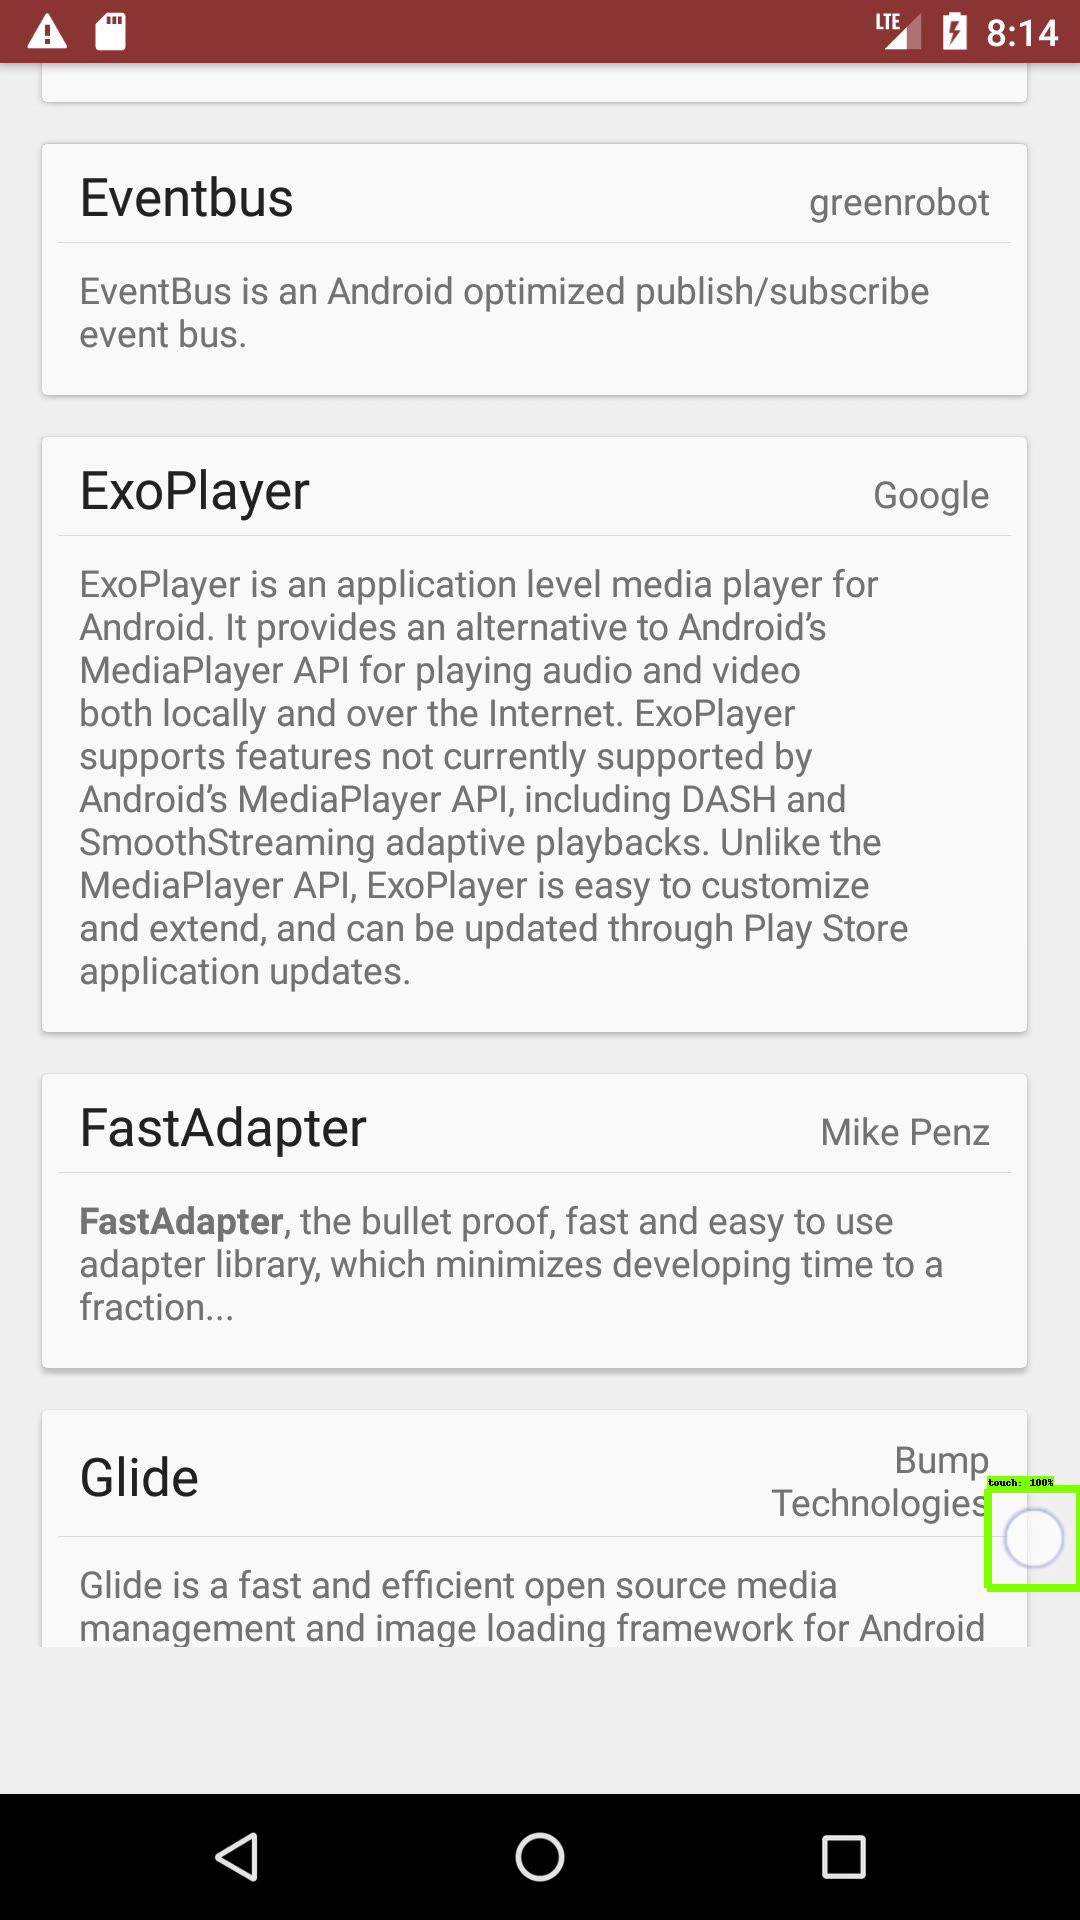 LTE 8:14
Eventbus
greenrobot
EventBus is an Android optimized publish/subscribe
event bus.
ExoPlayer
Google
ExoPlayer is an application level media player for
Android. It provides an alternative to Android’s
MediaPlayer API for playing audio and video
both locally and over the Internet. ExoPlayer
supports features not currently supported by
Android’s MediaPlayer API, including DASH and
SmoothStreaming adaptive playbacks. Unlike the
MediaPlayer API, ExoPlayer is easy to customize
and extend, and can be updated through Play Store
application updates.
FastAdapter
Mike Penz
FastAdapter, the bullet proof, fast and easy to use
adapter library, which minimizes developing time to a
fraction...
Glide
Bump
Technologies
touch: 100%
Glide is a fast and efficient open source media
management and image loading framework for Android